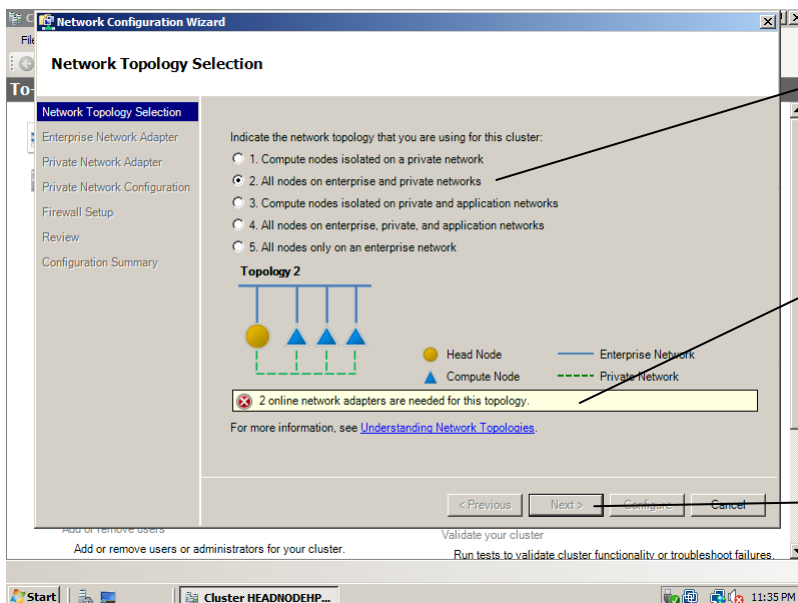 Network Configuration Wizard
File
Network Topology Selection
To-
Network Topology Selection
Enterprise Network Adapter
Private Network Adapter
Private Network Configuration
Firewall Setup
Review
Configuration Summary
Indicate the network topology that you are using for this cluster:
1. Compute nodes isolated on a private network
2. All nodes on enterprise and private networks
3. Compute nodes isolated on private and application networks
4. All nodes on enterprise, private, and application networks
5. All nodes only on an enterprise network
Topology 2
Head Node
Enterprise Network
Compute Node
Private Network
2 online network adapters are needed for this topology.
For more information, see Understanding Network Topologies.
< Previous
Next >
Configure
Cancel
Add or remove users
Validate your cluster
Add or remove users or administrators for your cluster.
Run tests to validate cluster functionality or troubleshoot failures.
Start
Cluster HEADNODEHP...
11:35 PM